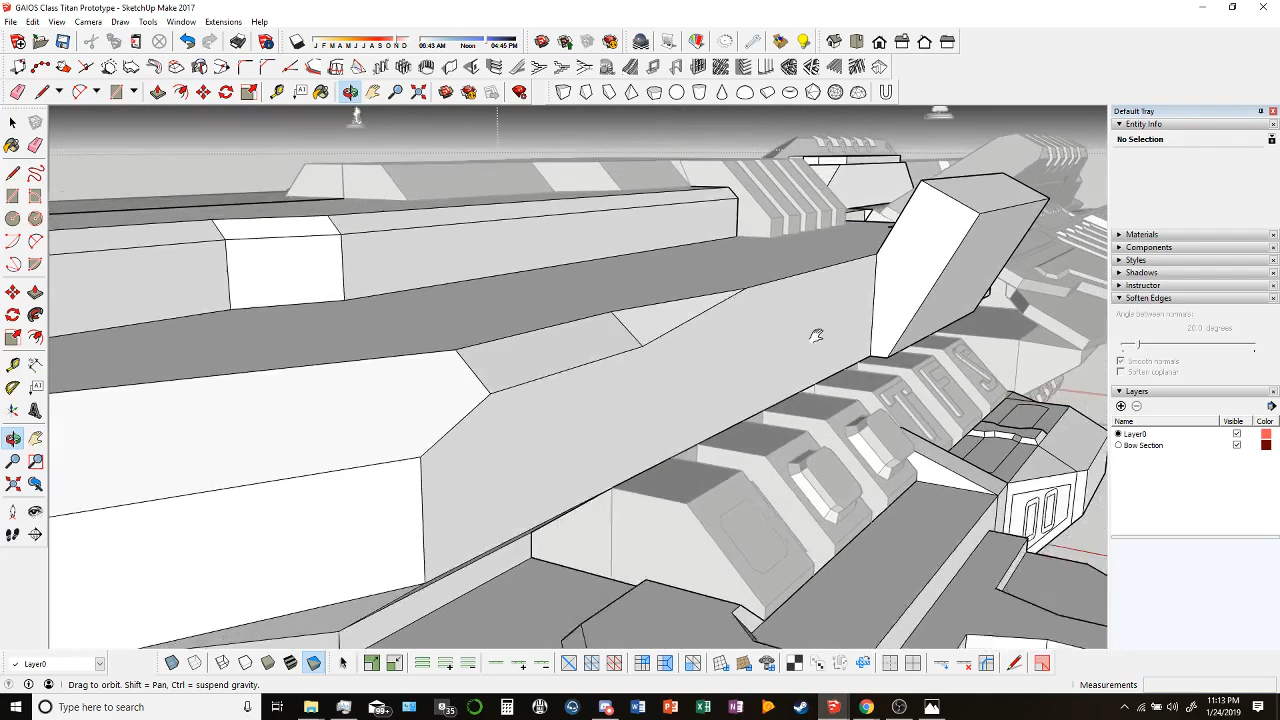 GAIOS Class Titan Prototype - SketchUp Make 2017
File Edit View Camera Draw Tools Window Extensions Help
J F M A M J J A S O N D
06:43 AM Noon 04:45 PM
Default Tray
Entity Info
No Selection
Materials
Components
Styles
Shadows
Instructor
Soften Edges
Angle between normals:
20.0 degrees
Smooth normals
Soften coplanar
Layers
Name Visible Color
Layer0
Bow Section
T F S
Layer0
Drag to orbit. Shift = Pan, Ctrl = suspend gravity.
Measurements
Type here to search
99+
35
11:13 PM
1/24/2019